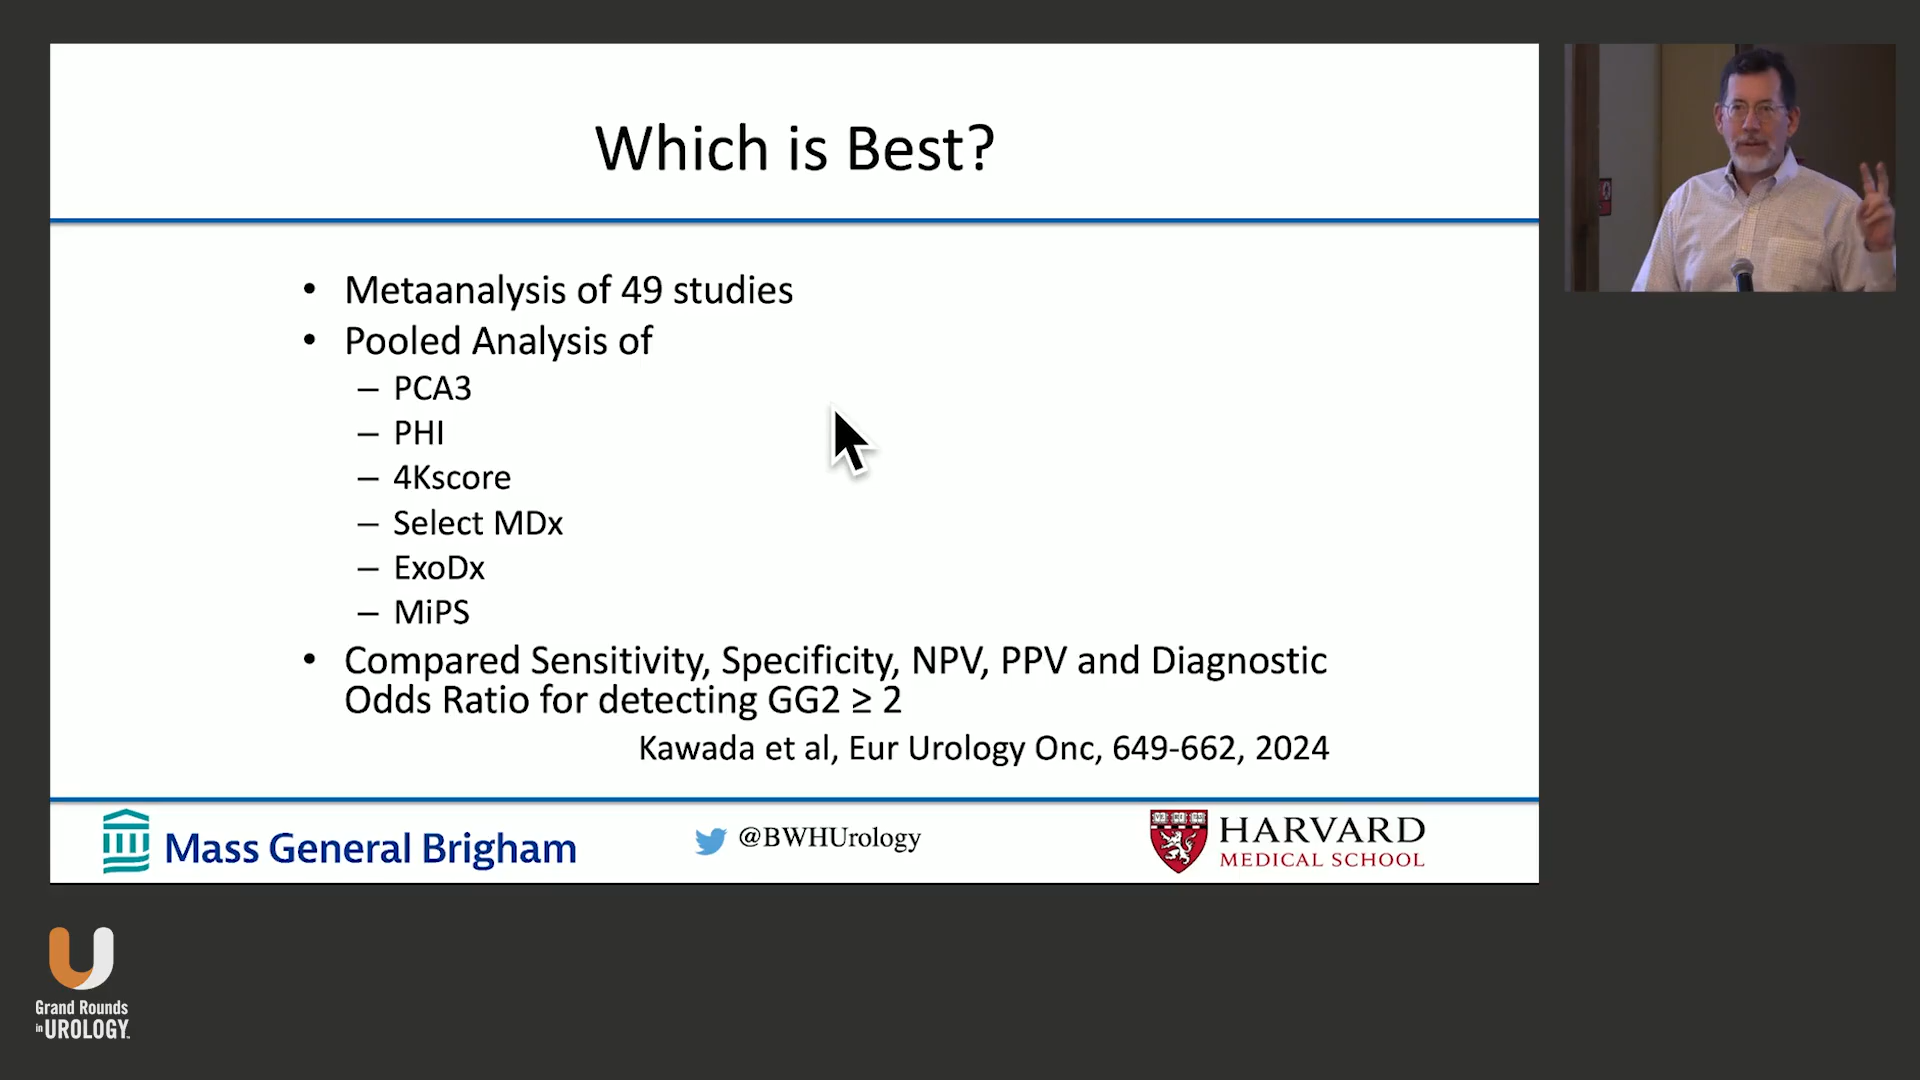 Which is Best?
• Metaanalysis of 49 studies
• Pooled Analysis of
– PCA3
– PHI
– 4Kscore
– Select MDx
– ExoDx
– MiPS
• Compared Sensitivity, Specificity, NPV, PPV and Diagnostic
Odds Ratio for detecting GG2 ≥ 2
Kawada et al, Eur Urology Onc, 649-662, 2024
Mass General Brigham
@BWHUrology
HARVARD
MEDICAL SCHOOL
Grand Rounds
in UROLOGY